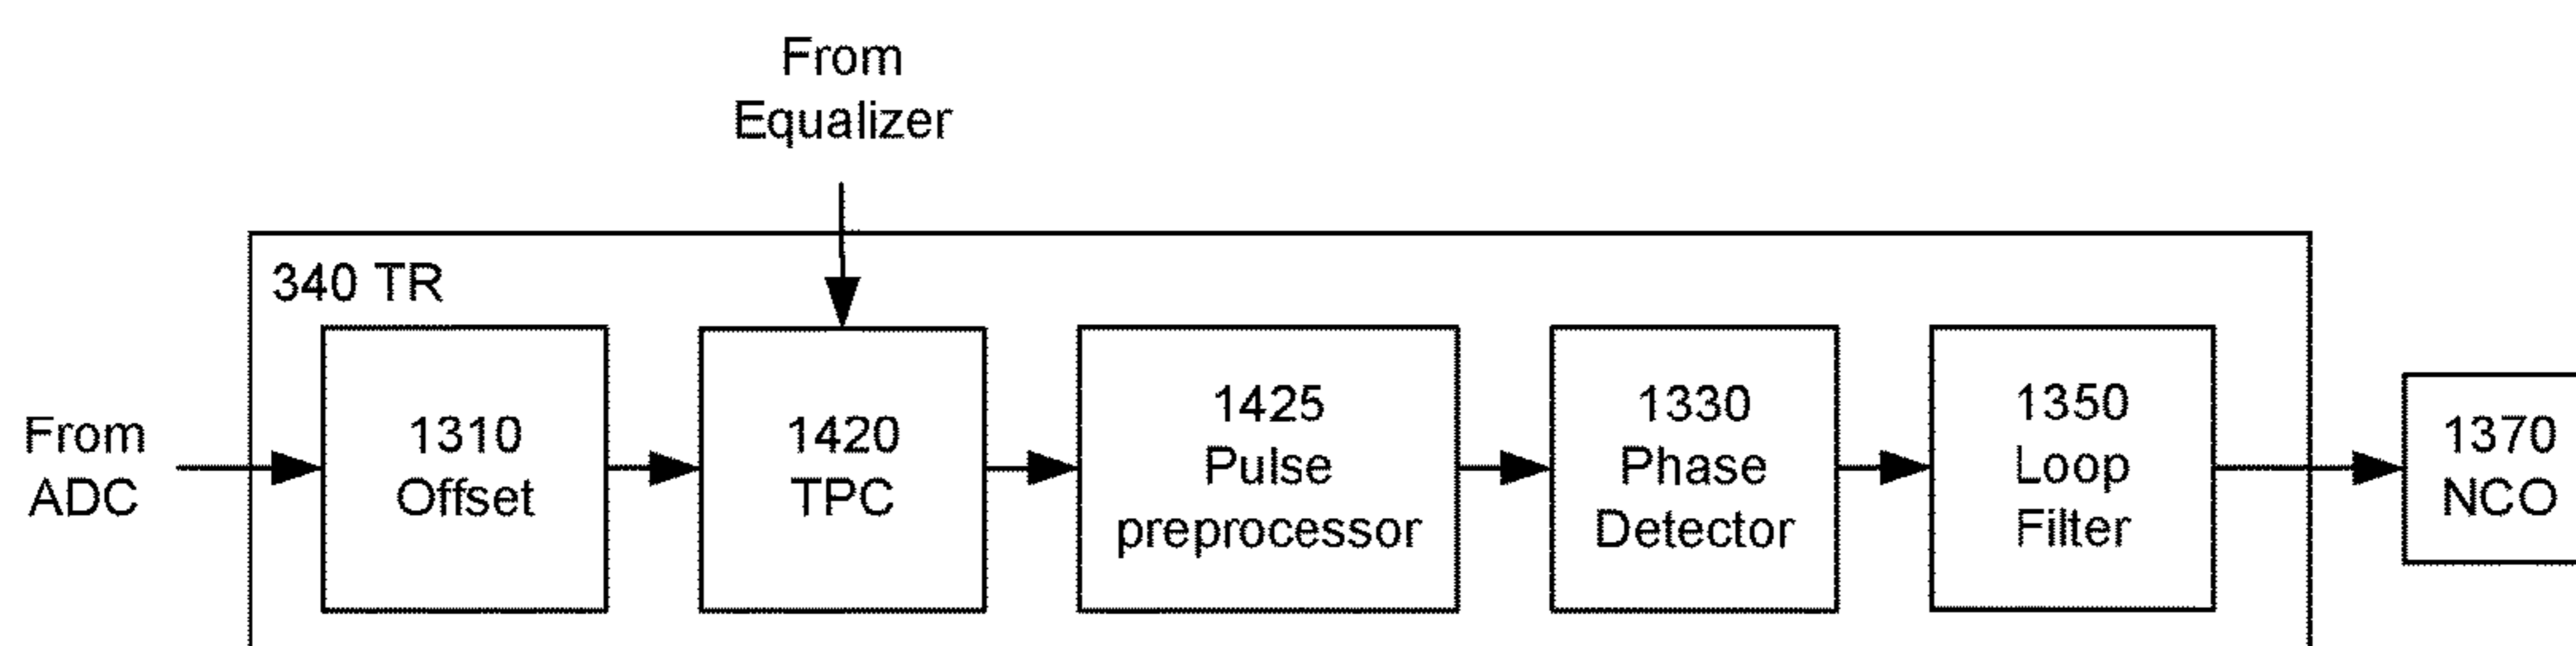 From
Equalizer
340 TR
From
ADC
1310
Offset
1420
TPC
1425
Pulse
preprocessor
1330
Phase
Detector
1350
Loop
Filter
1370
NCO